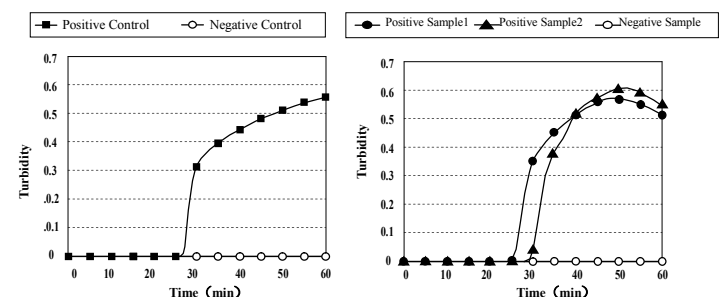 Positive Control Negative Control
0.7
0.6
0.5
0.4
0.3
0.2
.0.1
0
Turbidity
0 10 20 30 40 50 60
Time（min）
Positive Sample1 Positive Sample2 Negative Sample
0.7
0.6
0.5
0.4
0.3
0.2
0.1
0
Turbidity
0 10 20 30 40 50 60
Time（min）